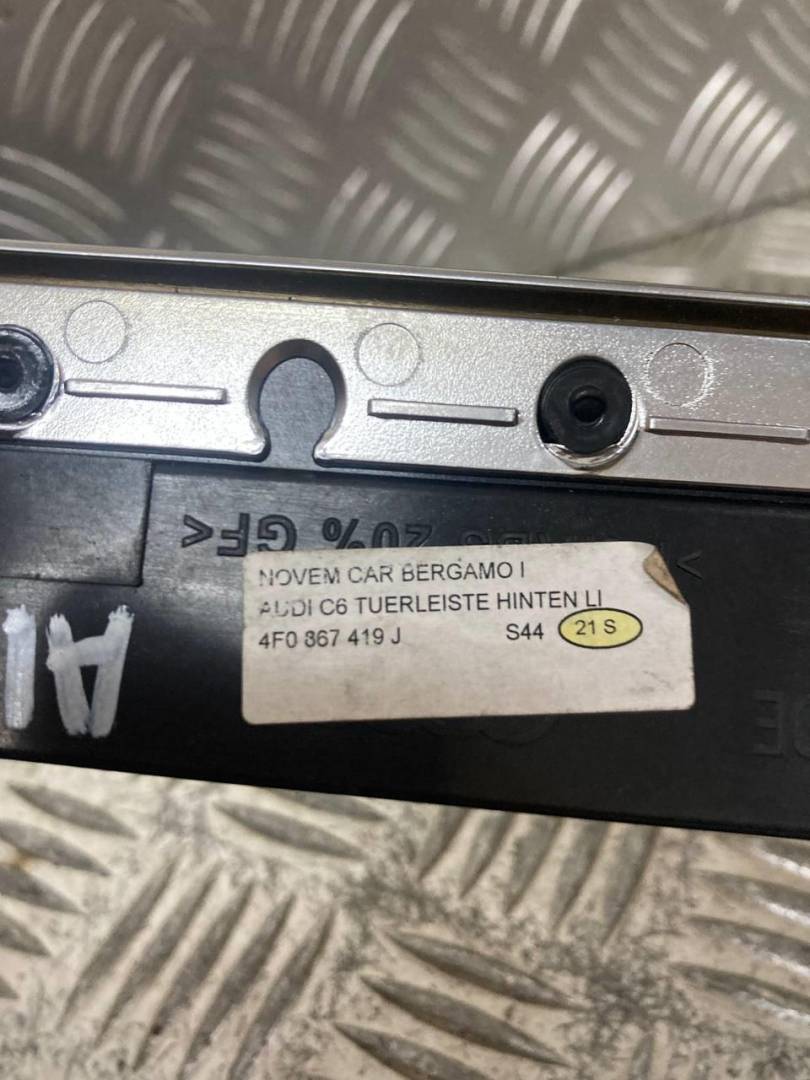 20% GF<
NOVEM CAR BERGAMO I
AUDI C6 TUERLEISTE HINTEN LI
4F0 867 419 J S44 21 S